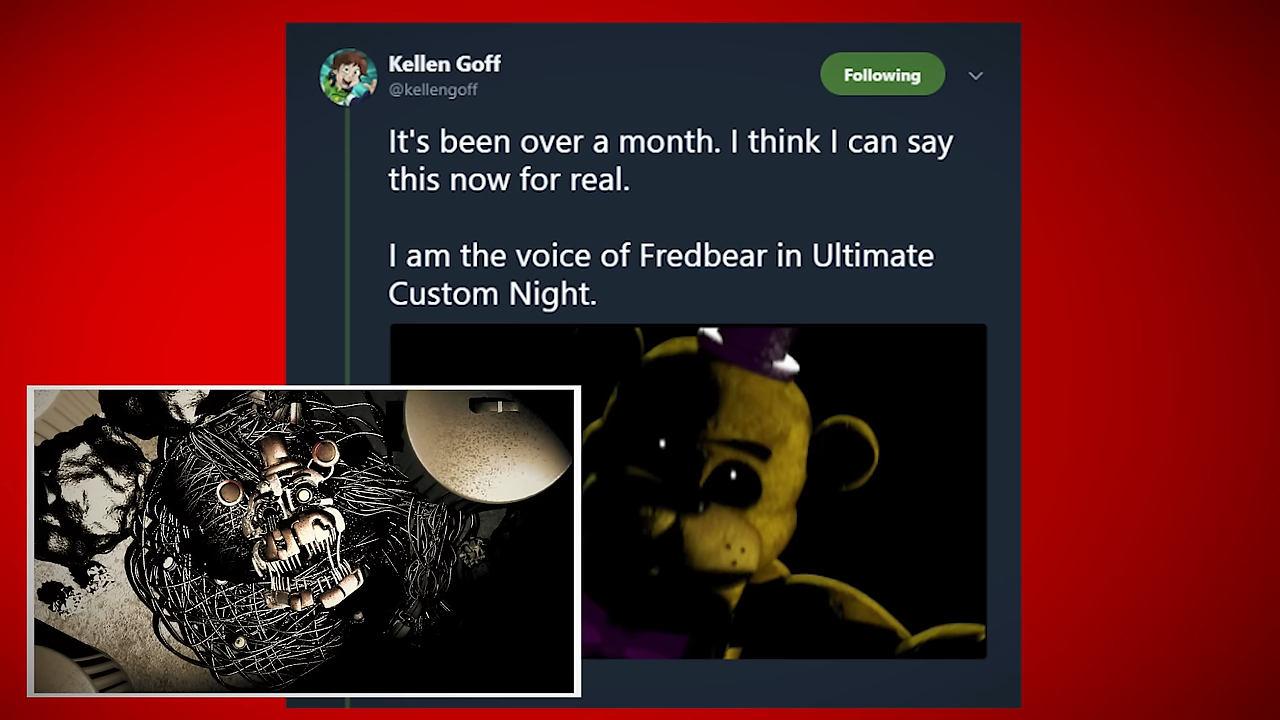 Kellen Goff
@kellengoff
Following
It's been over a month. I think I can say
this now for real.
I am the voice of Fredbear in Ultimate
Custom Night.